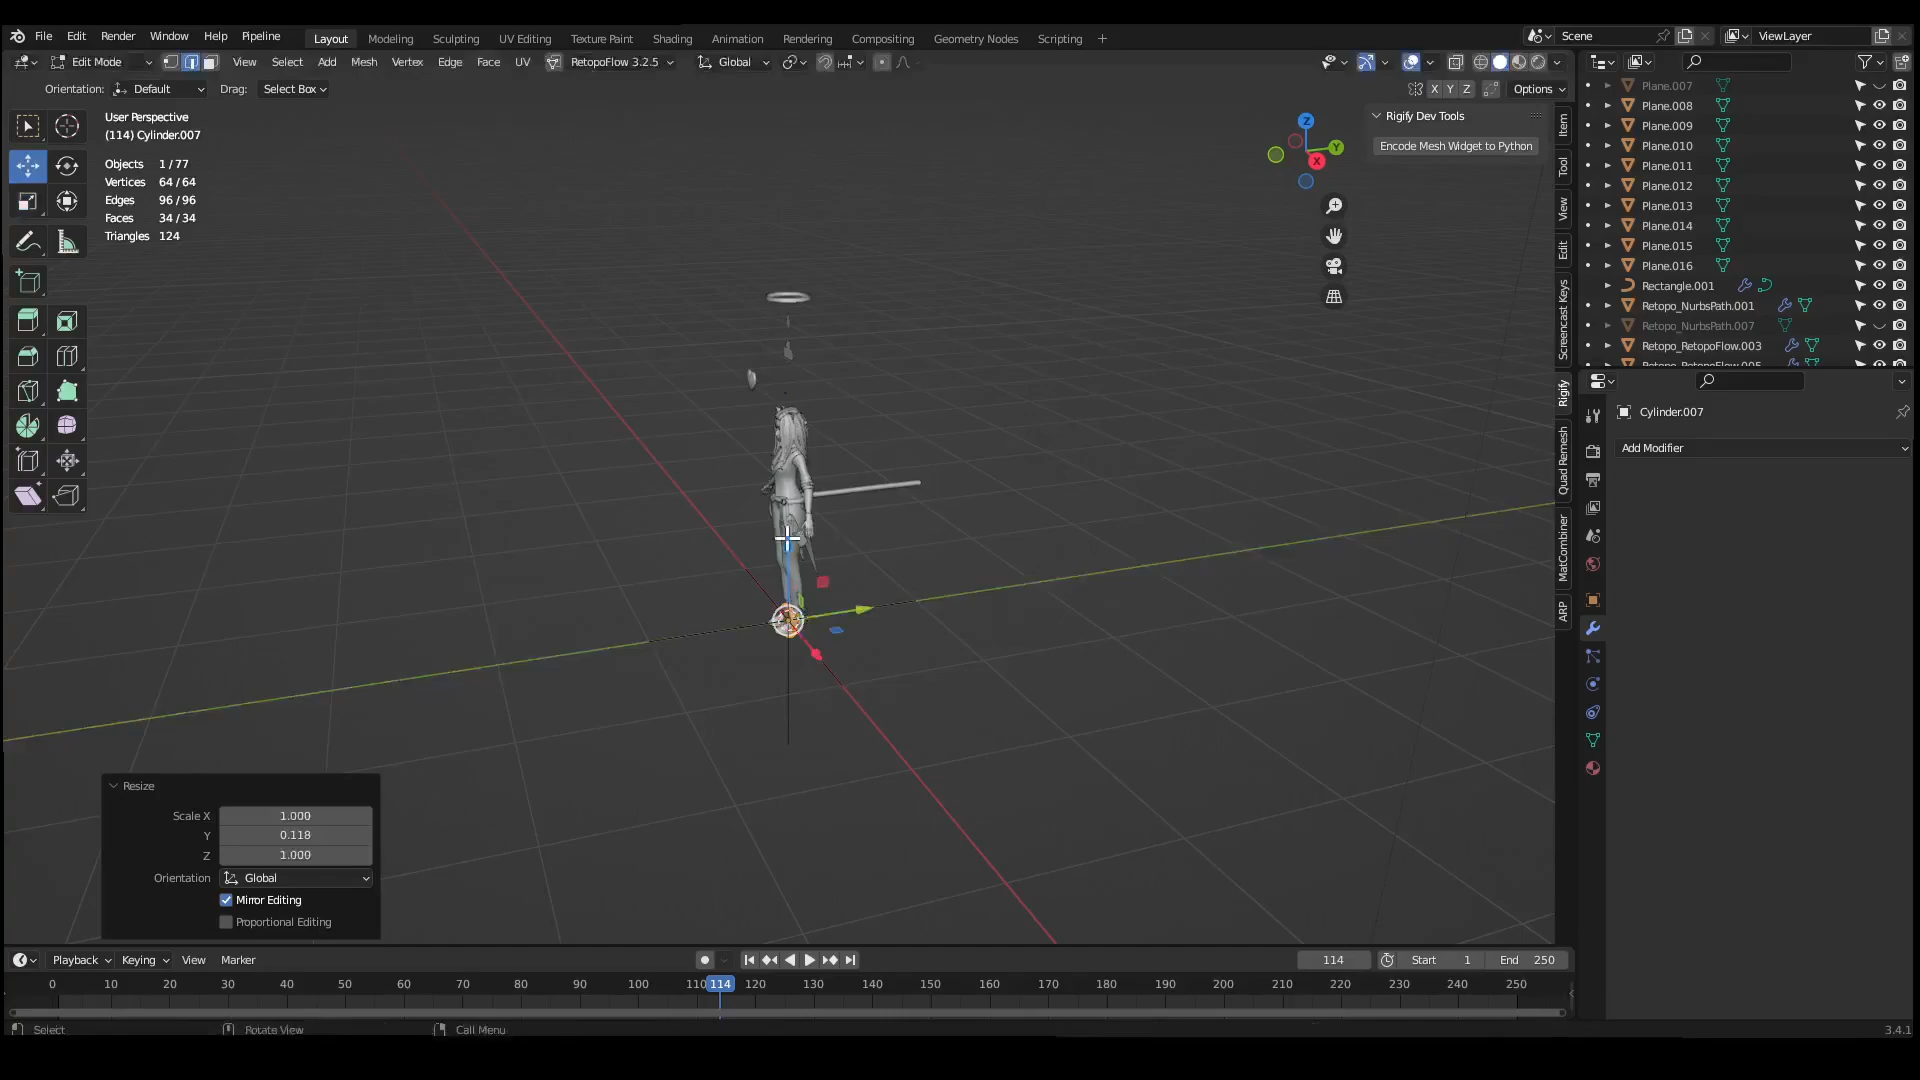 File Edit Render Window Help Pipeline Layout Modeling Sculpting UV Editing Texture Paint Shading Animation Rendering Compositing Geometry Nodes Scripting + Scene ViewLayer
Edit Mode View Select Add Mesh Vertex Edge Face UV RetopoFlow 3.2.5 Global
Orientation: Default Drag: Select Box X Y Z Options
User Perspective
(114) Cylinder.007
Objects 1 / 77
Vertices 64 / 64
Edges 96 / 96
Faces 34 / 34
Triangles 124
Z
Y
X
Rigify Dev Tools
Encode Mesh Widget to Python
Item
Tool
View
Edit
Screencast Keys
Rigify
Quad Remesh
MatCombiner
ARP
Plane.007
Plane.008
Plane.009
Plane.010
Plane.011
Plane.012
Plane.013
Plane.014
Plane.015
Plane.016
Rectangle.001
Retopo_NurbsPath.001
Retopo_NurbsPath.007
Retopo_RetopoFlow.003
Retopo_RetopoFlow.005
Cylinder.007
Add Modifier
Resize
Scale X 1.000
Y 0.118
Z 1.000
Orientation Global
Mirror Editing
Proportional Editing
Playback Keying View Marker 114 Start 1 End 250
0 10 20 30 40 50 60 70 80 90 100 110 114 120 130 140 150 160 170 180 190 200 210 220 230 240 250
Select Rotate View Call Menu 3.4.1